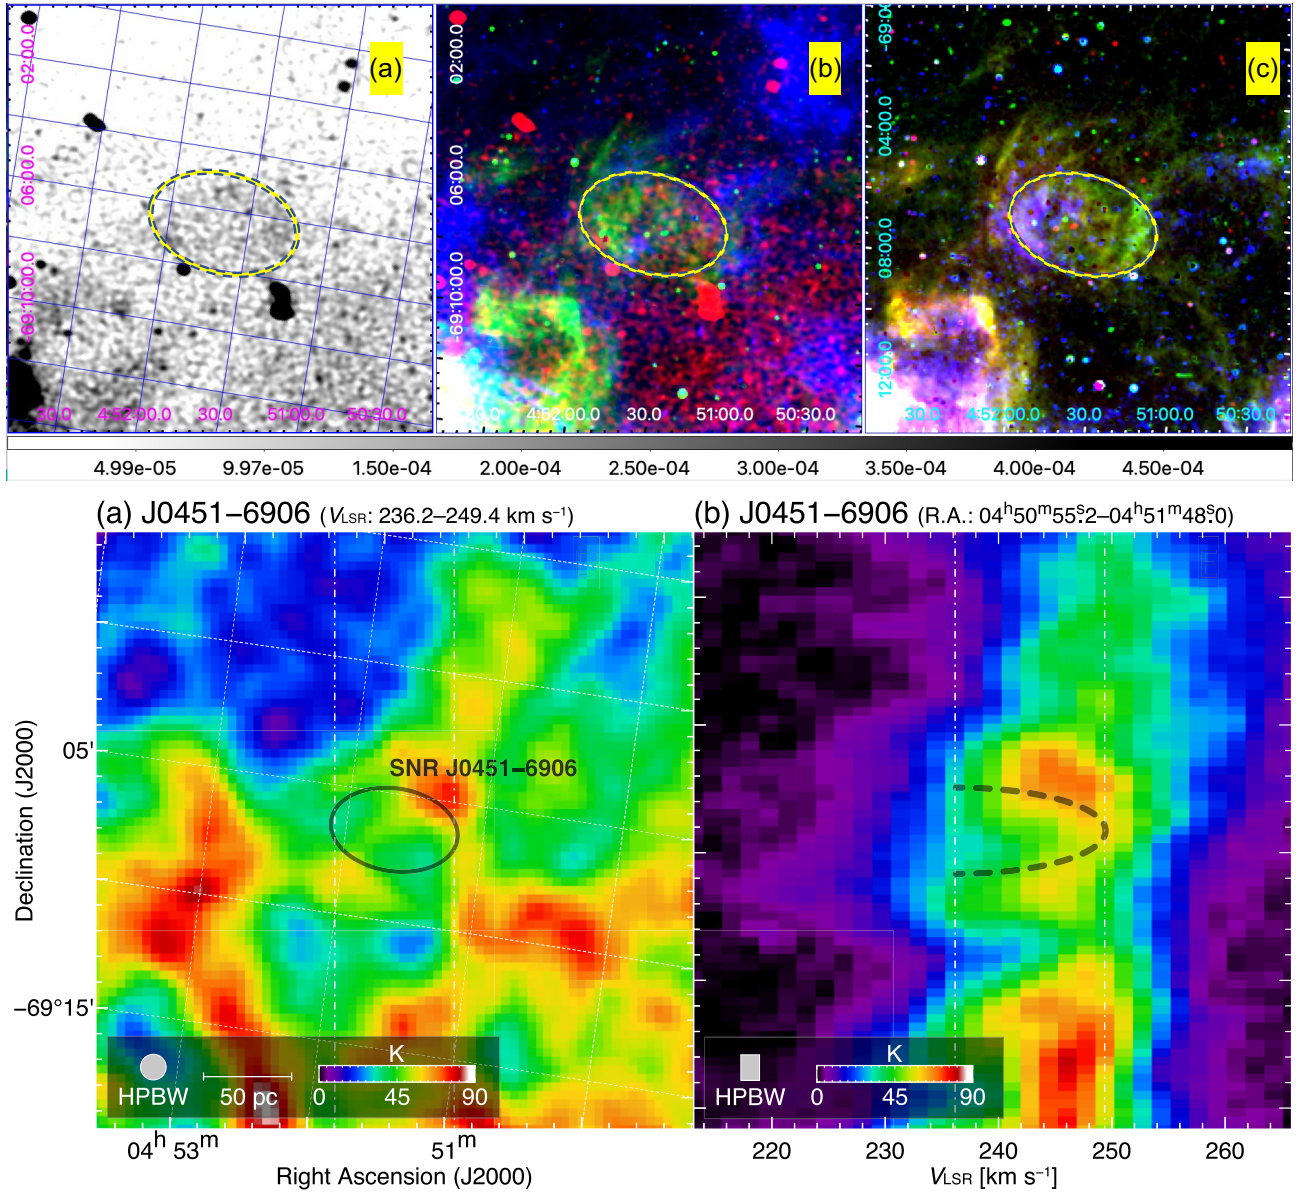 (a)
(b)
(c)
02:00.0
06:00.0
-69:10:00.0
30.0 4:52:00.0 30.0 51:00.0 50:30.0
02:00.0
06:00.0
-69:10:00.0
4:52:00.0 30.0 51:00.0 50:30.0
04:00.0
08:00.0
12:00.0
30.0 4:52:00.0 30.0 51:00.0 50:30.0
4.99e-05 9.97e-05 1.50e-04 2.00e-04 2.50e-04 3.00e-04 3.50e-04 4.00e-04 4.50e-04
(a) J0451−6906 (VLSR: 236.2–249.4 km s⁻¹)
Declination (J2000)
05'
−69°15'
SNR J0451−6906
HPBW
50 pc
K
0 45 90
04ʰ 53ᵐ 51ᵐ
Right Ascension (J2000)
(b) J0451−6906 (R.A.: 04ʰ50ᵐ55ˢ.2–04ʰ51ᵐ48ˢ.0)
HPBW
K
0 45 90
220 230 240 250 260
VLSR [km s⁻¹]